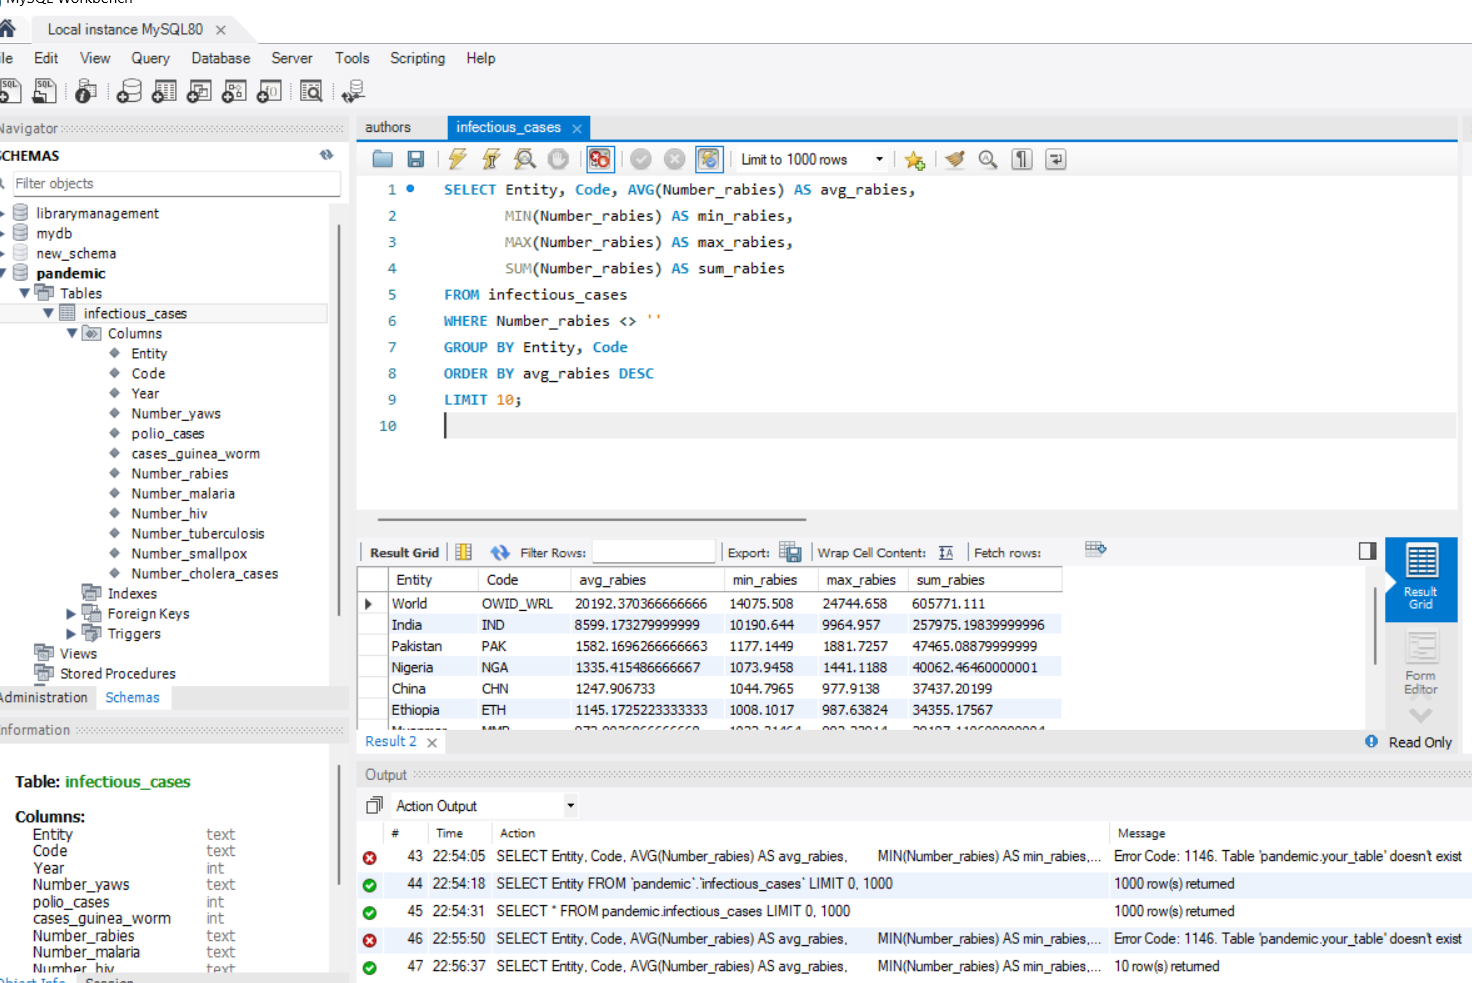 MySQL Workbench
Local instance MySQL80
Edit View Query Database Server Tools Scripting Help
Navigator
SCHEMAS
Filter objects
librarymanagement
mydb
new_schema
pandemic
Tables
infectious_cases
Columns
Entity
Code
Year
Number_yaws
polio_cases
cases_guinea_worm
Number_rabies
Number_malaria
Number_hiv
Number_tuberculosis
Number_smallpox
Number_cholera_cases
Indexes
Foreign Keys
Triggers
Views
Stored Procedures
Administration Schemas
Information
Table: infectious_cases
Columns:
Entity text
Code text
Year int
Number_yaws text
polio_cases int
cases_guinea_worm int
Number_rabies text
Number_malaria text
Number_hiv text
Object Info Session
authors infectious_cases
Limit to 1000 rows
1 SELECT Entity, Code, AVG(Number_rabies) AS avg_rabies,
2 MIN(Number_rabies) AS min_rabies,
3 MAX(Number_rabies) AS max_rabies,
4 SUM(Number_rabies) AS sum_rabies
5 FROM infectious_cases
6 WHERE Number_rabies <> ''
7 GROUP BY Entity, Code
8 ORDER BY avg_rabies DESC
9 LIMIT 10;
10
Result Grid Filter Rows: Export: Wrap Cell Content: Fetch rows:
Entity Code avg_rabies min_rabies max_rabies sum_rabies
World OWID_WRL 20192.370366666666 14075.508 24744.658 605771.111
India IND 8599.173279999999 10190.644 9964.957 257975.19839999996
Pakistan PAK 1582.1696266666663 1177.1449 1881.7257 47465.08879999999
Nigeria NGA 1335.415486666667 1073.9458 1441.1188 40062.46460000001
China CHN 1247.906733 1044.7965 977.9138 37437.20199
Ethiopia ETH 1145.1725223333333 1008.1017 987.63824 34355.17567
Result Grid
Form Editor
Result 2
Read Only
Output
Action Output
# Time Action Message
43 22:54:05 SELECT Entity, Code, AVG(Number_rabies) AS avg_rabies, MIN(Number_rabies) AS min_rabies,... Error Code: 1146. Table 'pandemic.your_table' doesn't exist
44 22:54:18 SELECT Entity FROM `pandemic`.`infectious_cases` LIMIT 0, 1000 1000 row(s) returned
45 22:54:31 SELECT * FROM pandemic.infectious_cases LIMIT 0, 1000 1000 row(s) returned
46 22:55:50 SELECT Entity, Code, AVG(Number_rabies) AS avg_rabies, MIN(Number_rabies) AS min_rabies,... Error Code: 1146. Table 'pandemic.your_table' doesn't exist
47 22:56:37 SELECT Entity, Code, AVG(Number_rabies) AS avg_rabies, MIN(Number_rabies) AS min_rabies,... 10 row(s) returned